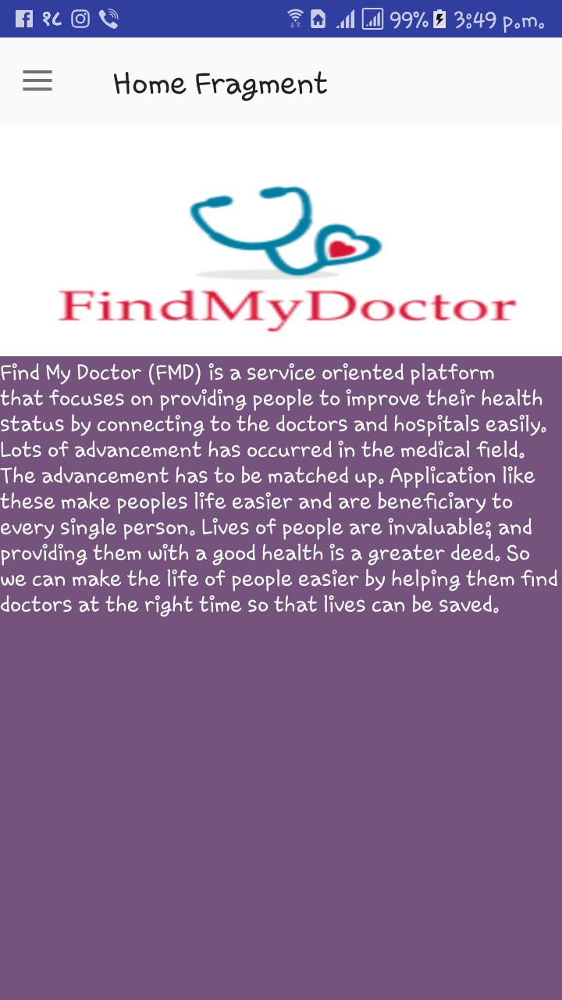 १८ 99% 3:49 p.m.
Home Fragment
FindMyDoctor
Find My Doctor (FMD) is a service oriented platform
that focuses on providing people to improve their health
status by connecting to the doctors and hospitals easily.
Lots of advancement has occurred in the medical field.
The advancement has to be matched up. Application like
these make peoples life easier and are beneficiary to
every single person. Lives of people are invaluable; and
providing them with a good health is a greater deed. So
we can make the life of people easier by helping them find
doctors at the right time so that lives can be saved.